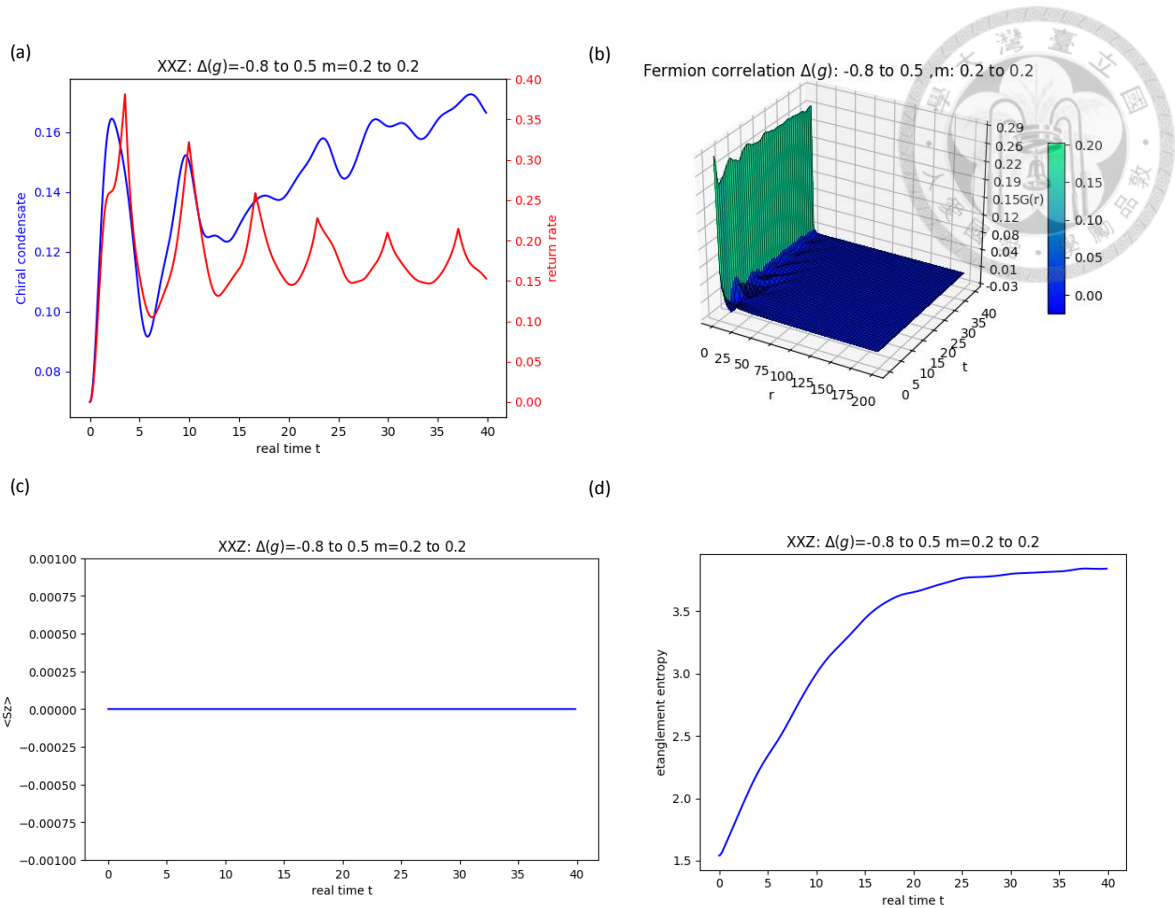 (a)
XXZ: Δ(g)=-0.8 to 0.5 m=0.2 to 0.2
Chiral condensate
0.16
0.14
0.12
0.10
0.08
0.40
0.35
0.30
0.25
0.20
0.15
0.10
0.05
0.00
return rate
0 5 10 15 20 25 30 35 40
real time t
(b)
Fermion correlation Δ(g): -0.8 to 0.5 ,m: 0.2 to 0.2
0.29
0.26
0.22
0.19
0.15G(r)
0.12
0.08
0.04
0.01
-0.03
0.20
0.15
0.10
0.05
0.00
0 25 50 75 100 125 150 175 200
r
0 5 10 15 20 25 30 35 40
t
國立臺灣大學
(c)
XXZ: Δ(g)=-0.8 to 0.5 m=0.2 to 0.2
<Sz>
0.00100
0.00075
0.00050
0.00025
0.00000
−0.00025
−0.00050
−0.00075
−0.00100
0 5 10 15 20 25 30 35 40
real time t
(d)
XXZ: Δ(g)=-0.8 to 0.5 m=0.2 to 0.2
etanglement entropy
3.5
3.0
2.5
2.0
1.5
0 5 10 15 20 25 30 35 40
real time t